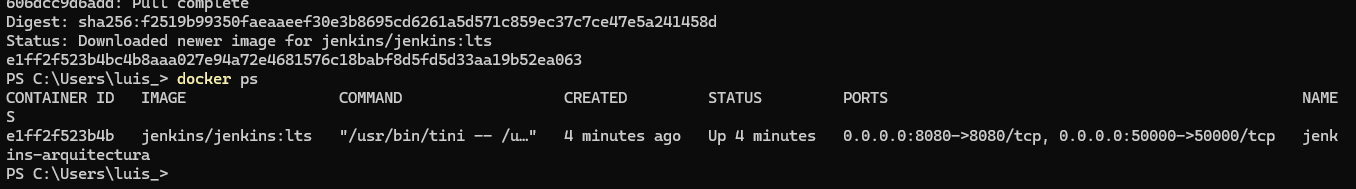 606dcc9d6add: Pull complete
Digest: sha256:f2519b99350faeaaeef30e3b8695cd6261a5d571c859ec37c7ce47e5a241458d
Status: Downloaded newer image for jenkins/jenkins:lts
e1ff2f523b4bc4b8aaa027e94a72e4681576c18babf8d5fd5d33aa19b52ea063
PS C:\Users\luis_> docker ps
CONTAINER ID   IMAGE                 COMMAND                  CREATED         STATUS         PORTS                                              NAME
S
e1ff2f523b4b   jenkins/jenkins:lts   "/usr/bin/tini -- /u…"   4 minutes ago   Up 4 minutes   0.0.0.0:8080->8080/tcp, 0.0.0.0:50000->50000/tcp   jenk
ins-arquitectura
PS C:\Users\luis_>